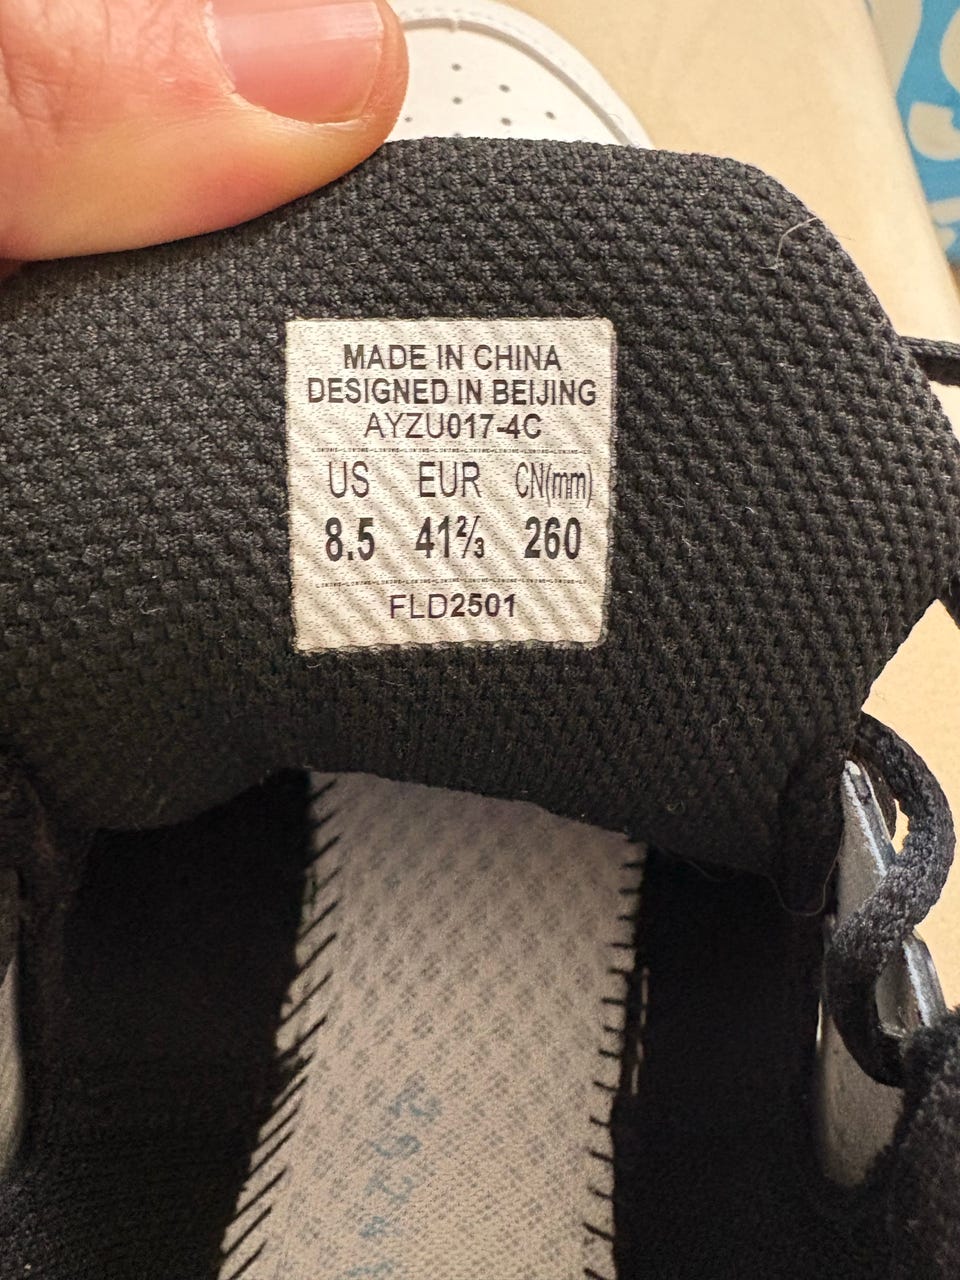 MADE IN CHINA
DESIGNED IN BEIJING
AYZU017-4C
US EUR CN(mm)
8.5 41⅔ 260
FLD2501